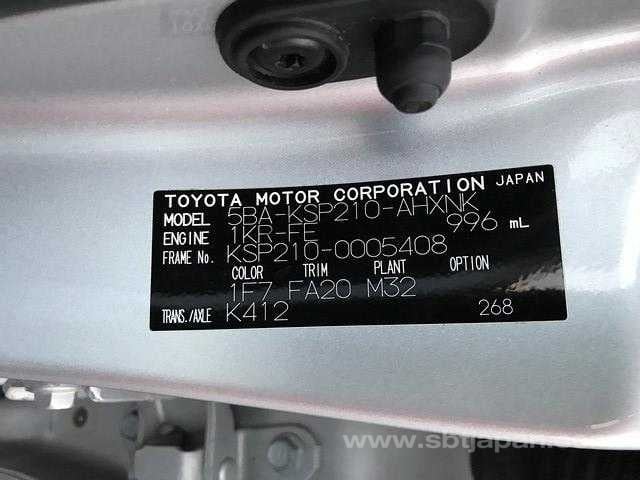 TOYOTA MOTOR CORPORATION JAPAN
MODEL 5BA-KSP210-AHXNK
ENGINE 1KR-FE 996 mL
FRAME No. KSP210-0005408
COLOR TRIM PLANT OPTION
1F7 FA20 M32
TRANS./AXLE K412 268
www.sbtjapan.c